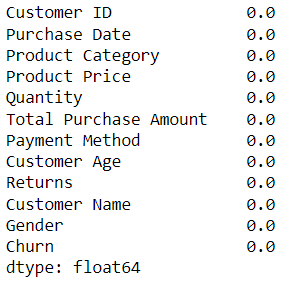 Customer ID 0.0
Purchase Date 0.0
Product Category 0.0
Product Price 0.0
Quantity 0.0
Total Purchase Amount 0.0
Payment Method 0.0
Customer Age 0.0
Returns 0.0
Customer Name 0.0
Gender 0.0
Churn 0.0
dtype: float64